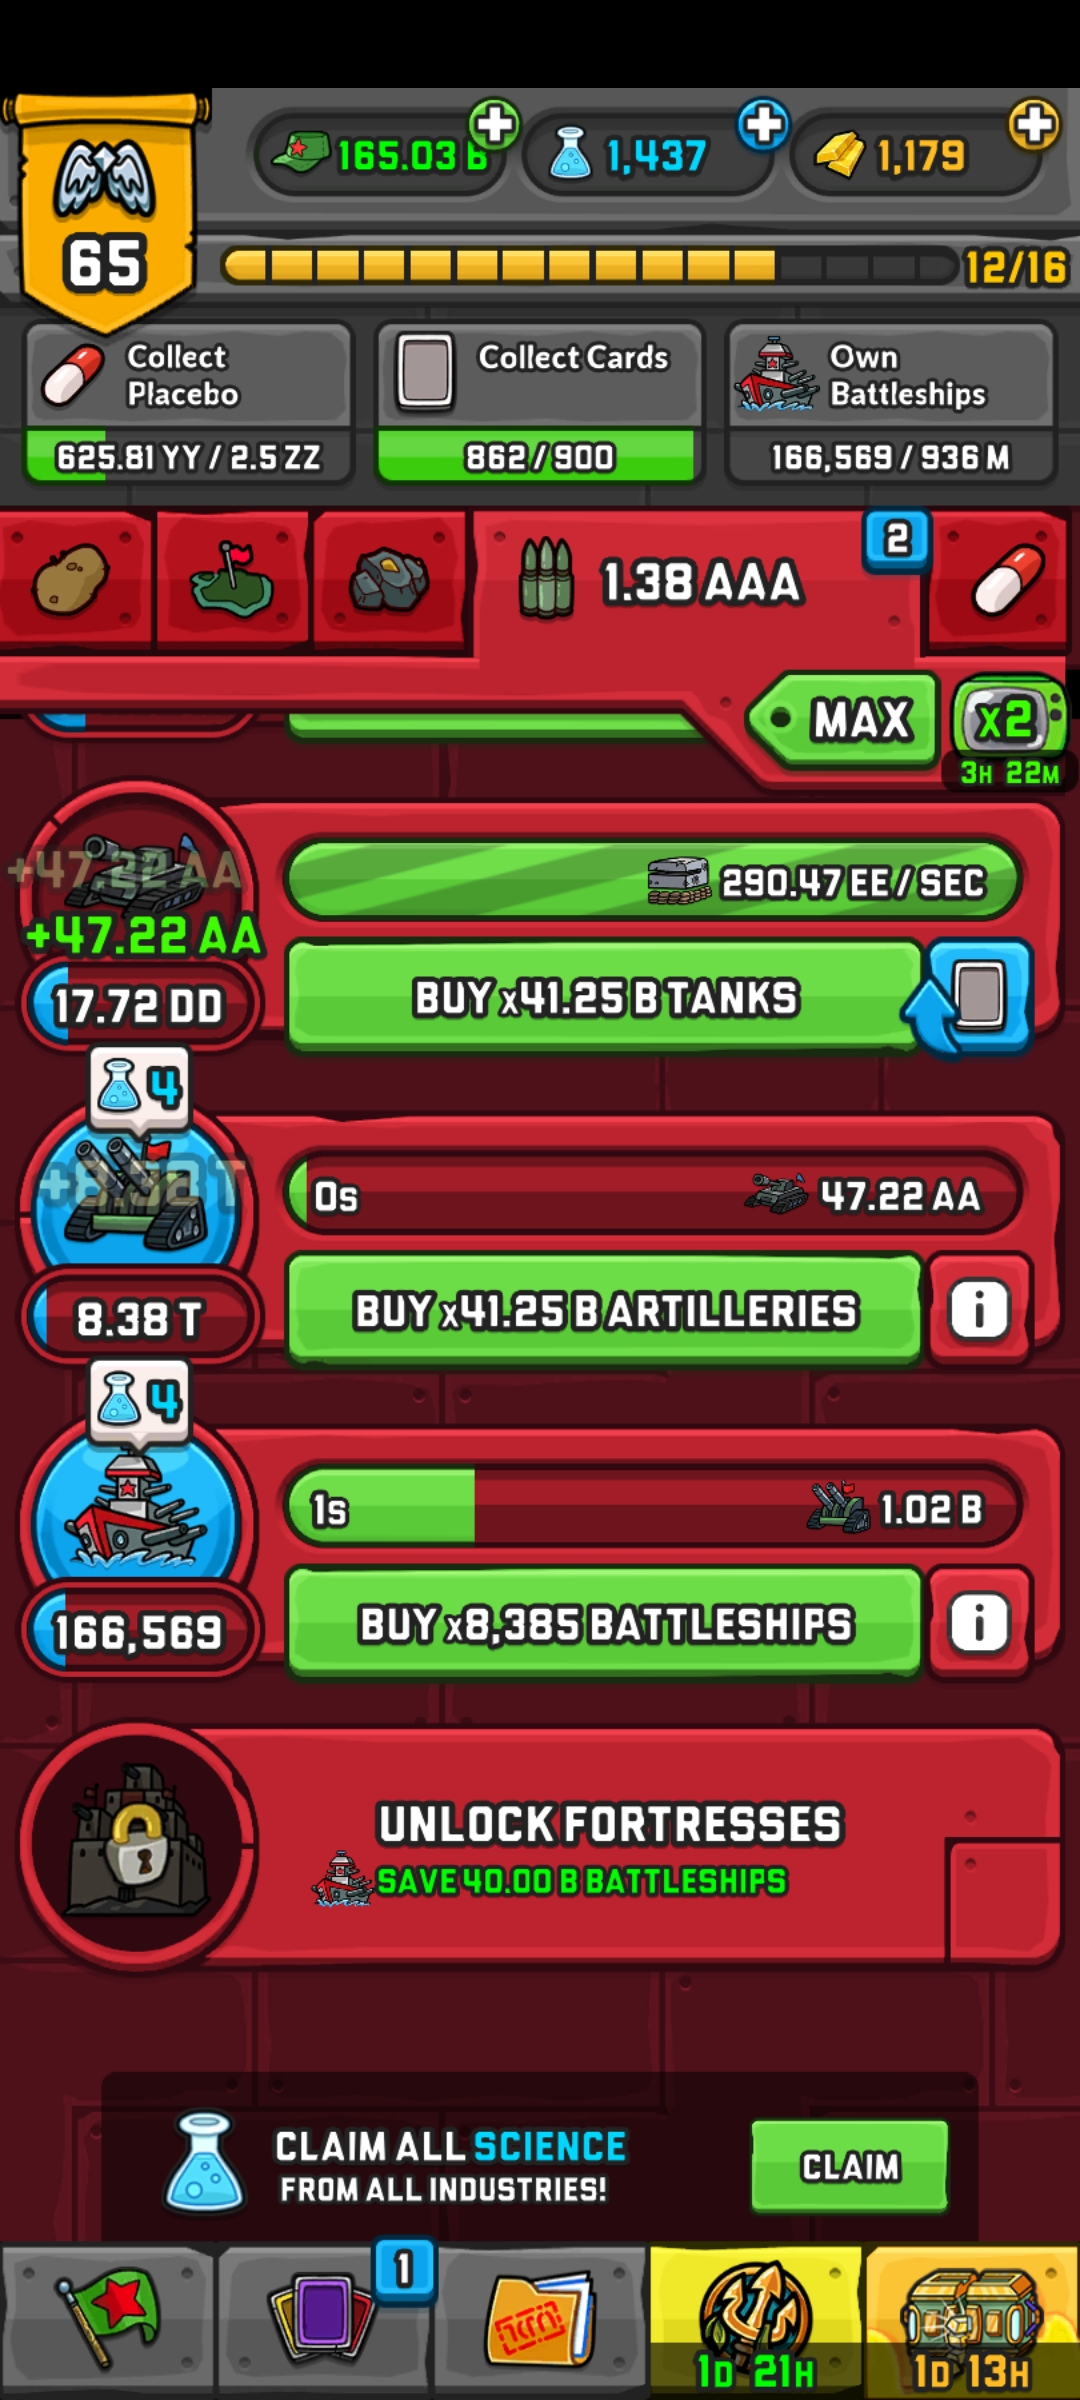 165.03 B
1,437
1,179
65
12/16
Collect
Placebo
Collect Cards
Own
Battleships
625.81 YY / 2.5 ZZ
862 / 900
166,569 / 936 M
1.38 AAA
2
MAX
x2
3H 22M
+47.22 AA
+47.22 AA
290.47 EE / SEC
17.72 DD
BUY x41.25 B TANKS
4
+8.38 T
0s
47.22 AA
8.38 T
BUY x41.25 B ARTILLERIES
i
4
1s
1.02 B
166,569
BUY x8,385 BATTLESHIPS
i
UNLOCK FORTRESSES
SAVE 40.00 B BATTLESHIPS
CLAIM ALL SCIENCE
FROM ALL INDUSTRIES!
CLAIM
1
1D 21H
1D 13H